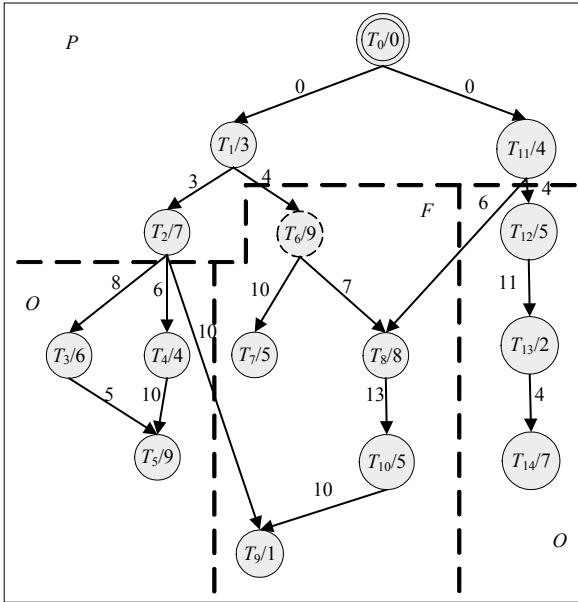 P
T0/0
0 0
T1/3 T11/4
3 4 4
6
F
T2/7 T6/9 T12/5
8 6 10 7 11
O 10
T3/6 T4/4 T7/5 T8/8 T13/2
5 10 13 4
T5/9 T10/5 T14/7
10
T9/1 O